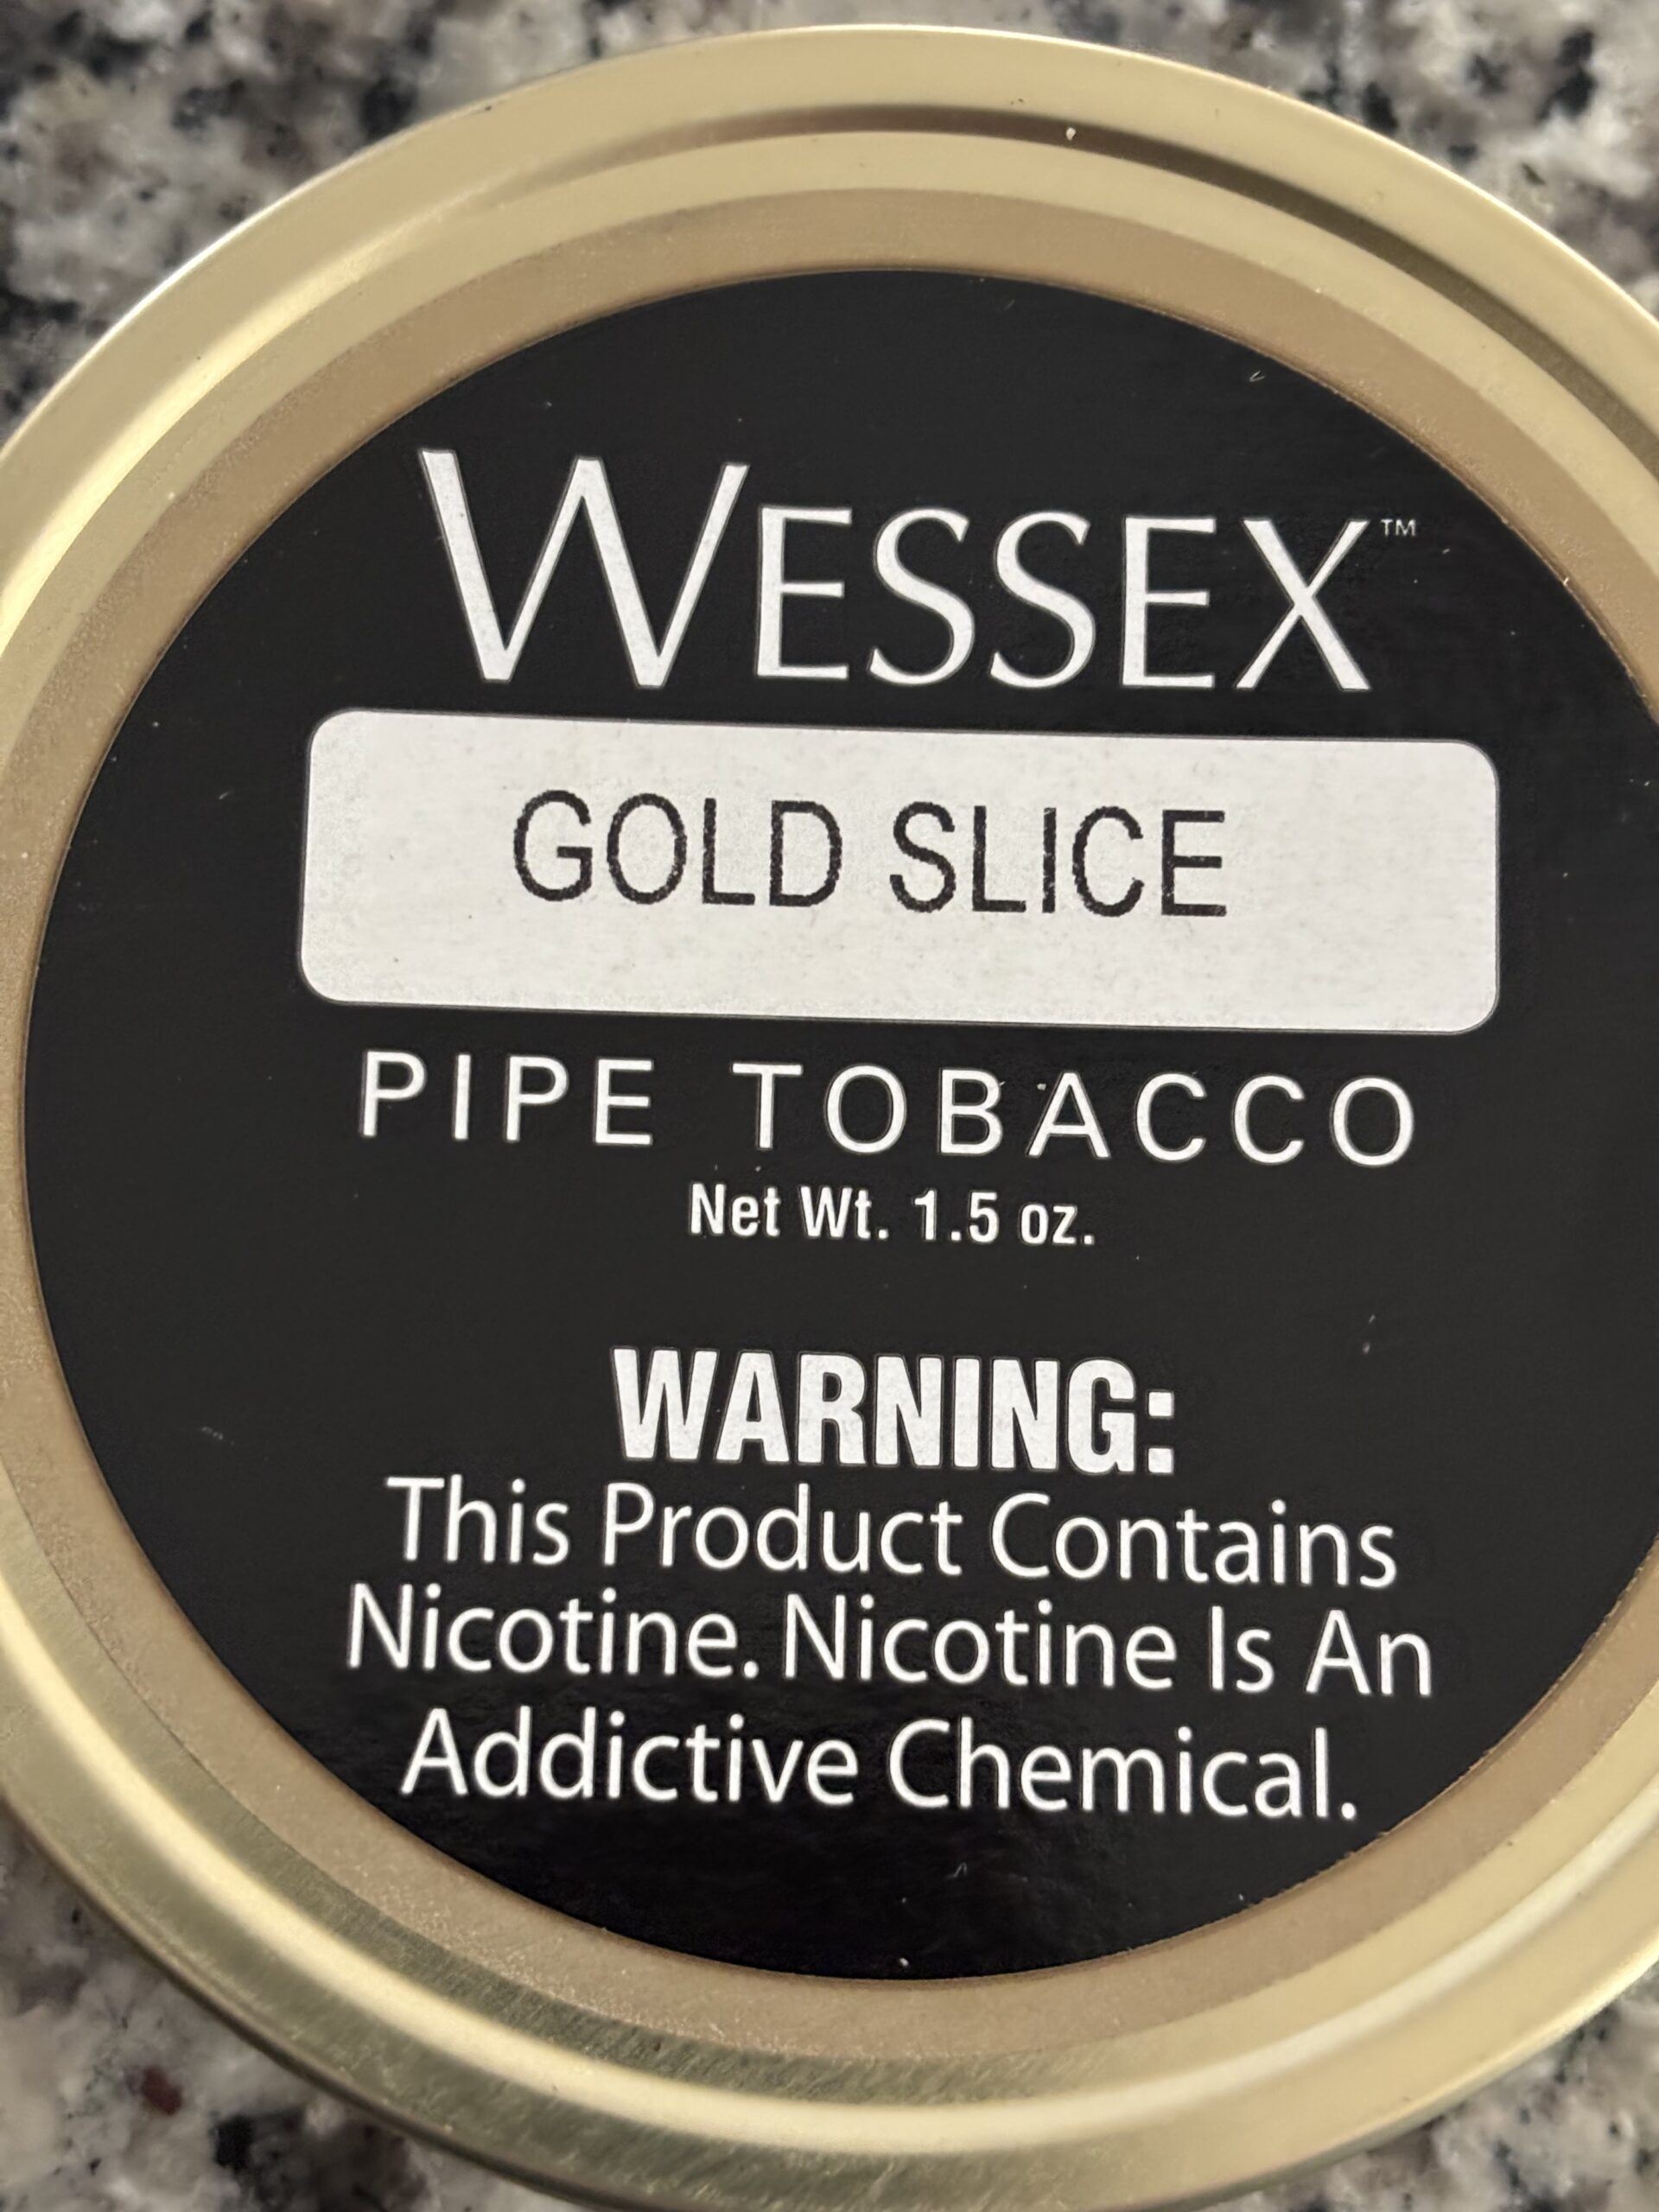 WESSEX™
GOLD SLICE
PIPE TOBACCO
Net Wt. 1.5 oz.
WARNING:
This Product Contains
Nicotine. Nicotine Is An
Addictive Chemical.